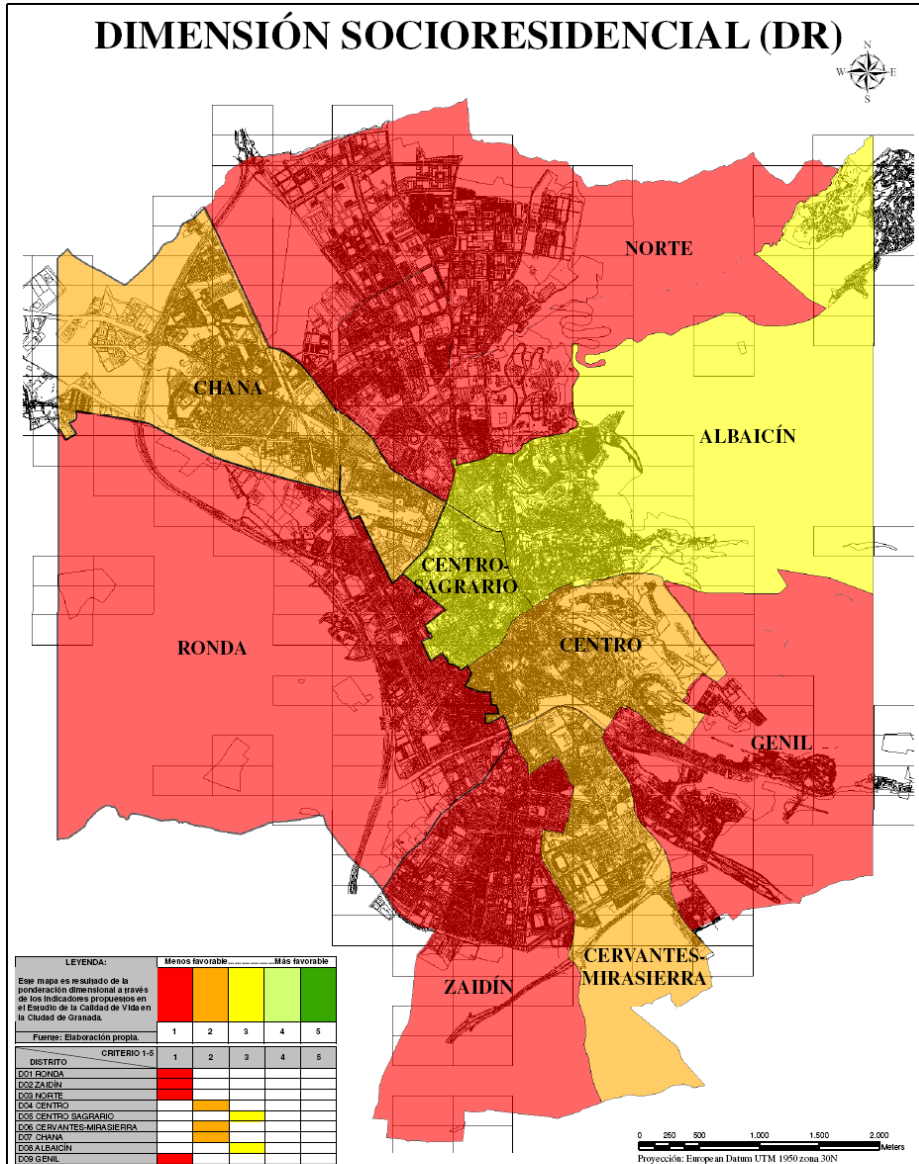 DIMENSIÓN SOCIORESIDENCIAL (DR)
N
W E
S
NORTE
CHANA
ALBAICÍN
CENTRO-
SAGRARIO
CENTRO
RONDA
GENIL
CERVANTES-
MIRASIERRA
ZAIDÍN
LEYENDA:
Menos favorable Más favorable
Este mapa es resultado de la
ponderación dimensional a través
de los Indicadores propuestos en
el Estudio de la Calidad de Vida en
la Ciudad de Granada.
Fuente: Elaboración propia.
1 2 3 4 5
CRITERIO 1-5
DISTRITO
1 2 3 4 5
D01 RONDA
D02 ZAIDÍN
D03 NORTE
D04 CENTRO
D05 CENTRO SAGRARIO
D06 CERVANTES-MIRASIERRA
D07 CHANA
D08 ALBAICÍN
D09 GENIL
0 250 500 1.000 1.500 2.000
Meters
Proyección: European Datum UTM 1950 zona 30N